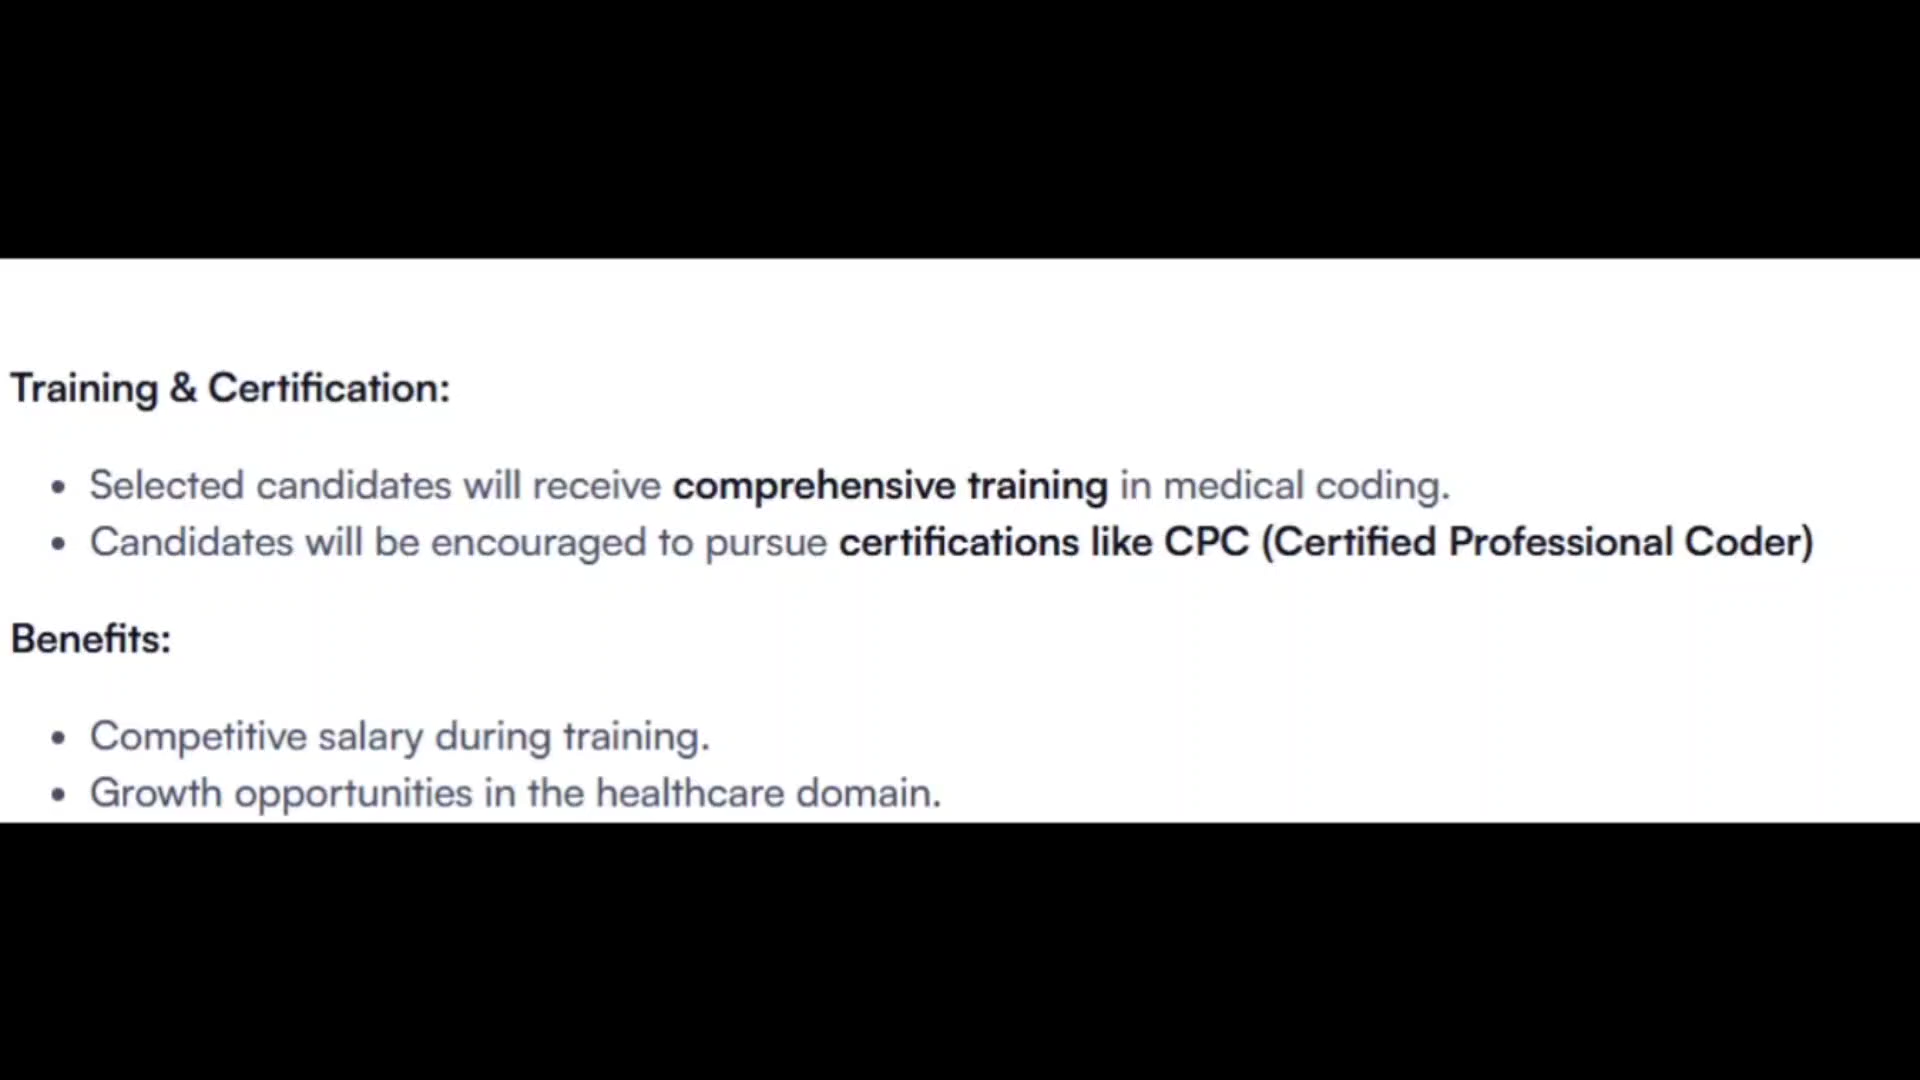 Training & Certification:
• Selected candidates will receive comprehensive training in medical coding.
• Candidates will be encouraged to pursue certifications like CPC (Certified Professional Coder)
Benefits:
• Competitive salary during training.
• Growth opportunities in the healthcare domain.